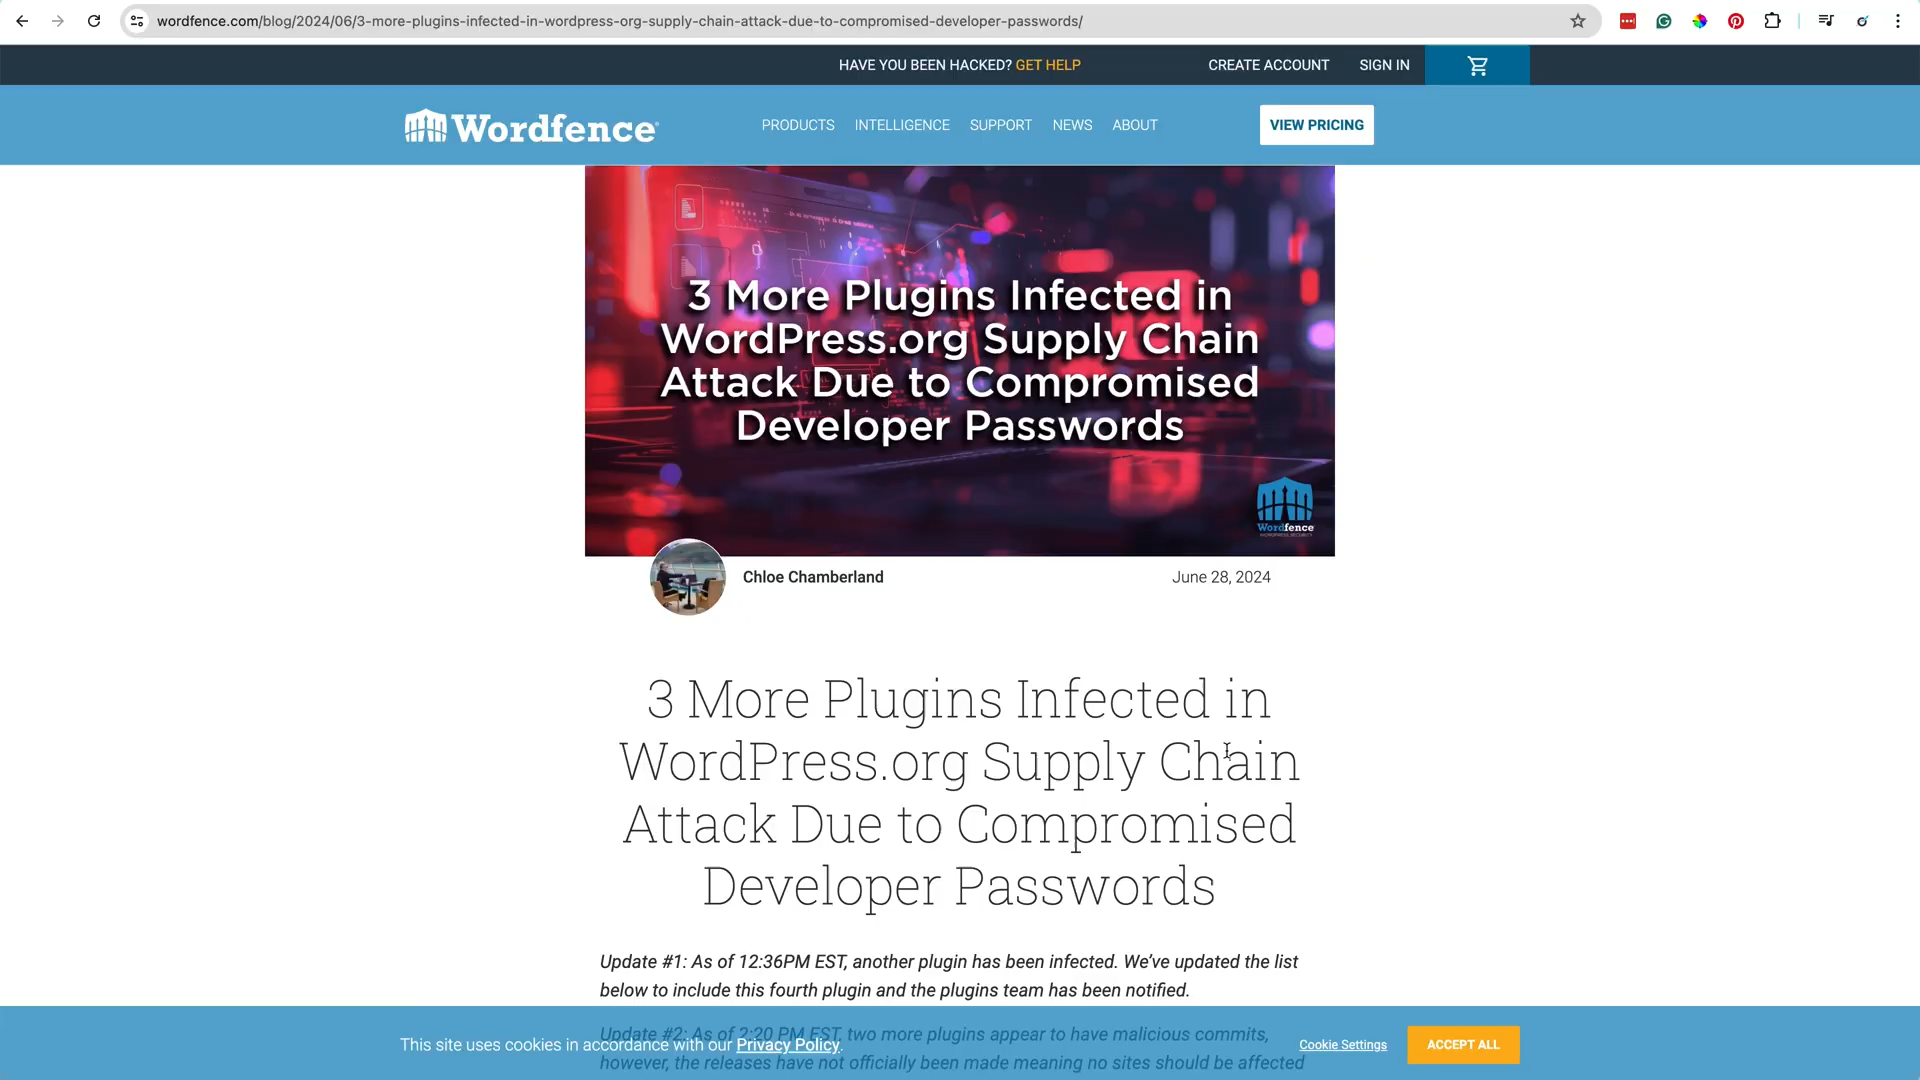 wordfence.com/blog/2024/06/3-more-plugins-infected-in-wordpress-org-supply-chain-attack-due-to-compromised-developer-passwords/
HAVE YOU BEEN HACKED? GET HELP
CREATE ACCOUNT
SIGN IN
Wordfence
PRODUCTS
INTELLIGENCE
SUPPORT
NEWS
ABOUT
VIEW PRICING
3 More Plugins Infected in
WordPress.org Supply Chain
Attack Due to Compromised
Developer Passwords
Wordfence
WORDPRESS SECURITY
Chloe Chamberland
June 28, 2024
3 More Plugins Infected in
WordPress.org Supply Chain
Attack Due to Compromised
Developer Passwords
Update #1: As of 12:36PM EST, another plugin has been infected. We’ve updated the list
below to include this fourth plugin and the plugins team has been notified.
Update #2: As of 2:20 PM EST, two more plugins appear to have malicious commits,
however, the releases have not officially been made meaning no sites should be affected
This site uses cookies in accordance with our Privacy Policy.
Cookie Settings
ACCEPT ALL